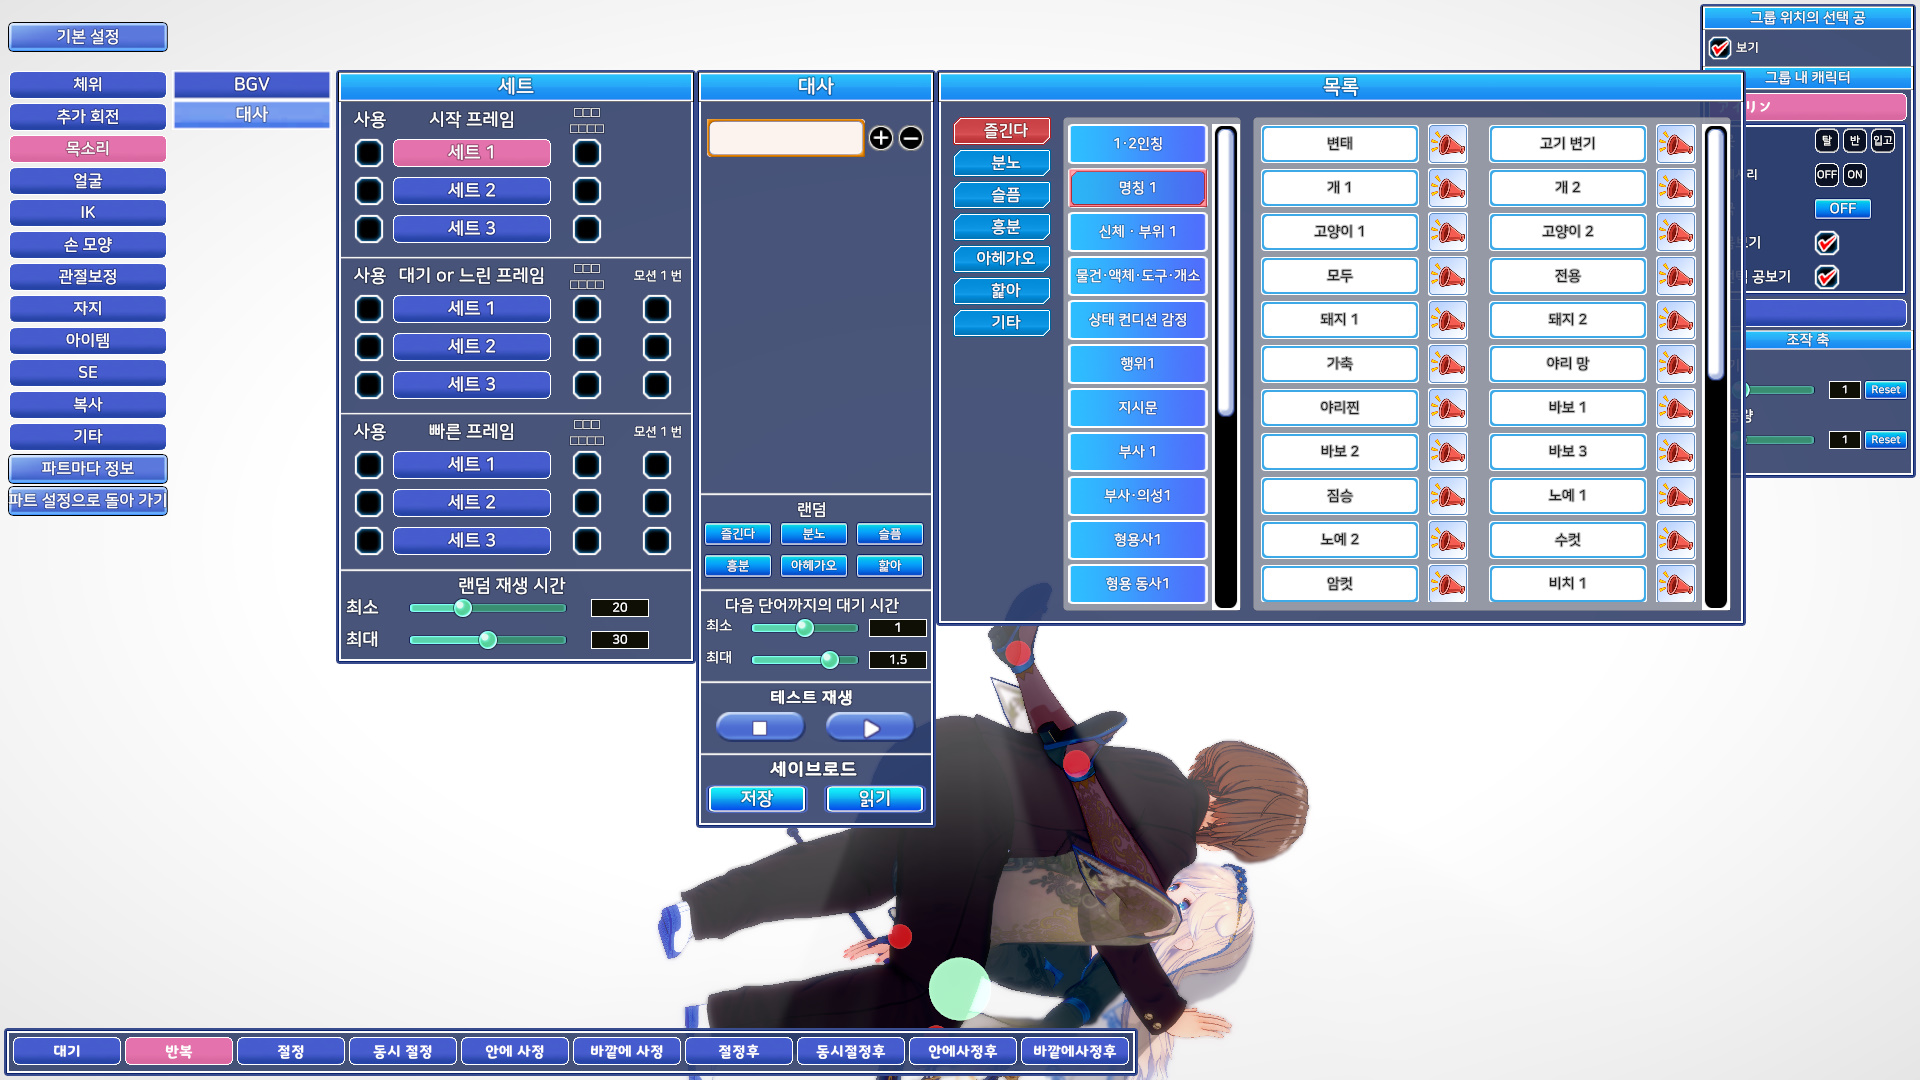 기본 설정
체위
추가 회전
목소리
얼굴
IK
손 모양
관절보정
자지
아이템
SE
복사
기타
파트마다 정보
파트 설정으로 돌아 가기
BGV
대사
세트
사용 시작 프레임
세트 1
세트 2
세트 3
사용 대기 or 느린 프레임 모션 1 번
세트 1
세트 2
세트 3
사용 빠른 프레임 모션 1 번
세트 1
세트 2
세트 3
랜덤 재생 시간
최소 20
최대 30
대사
랜덤
즐긴다 분노 슬픔
흥분 아헤가오 핥아
다음 단어까지의 대기 시간
최소 1
최대 1.5
테스트 재생
세이브로드
저장 읽기
목록
즐긴다
분노
슬픔
흥분
아헤가오
핥아
기타
1·2인칭
명칭 1
신체 · 부위 1
물건·액체·도구·개소
상태 컨디션 감정
행위1
지시문
부사 1
부사·의성1
형용사1
형용 동사1
변태 고기 변기
개 1 개 2
고양이 1 고양이 2
모두 전용
돼지 1 돼지 2
가축 야리 망
야리찐 바보 1
바보 2 바보 3
짐승 노예 1
노예 2 수컷
암컷 비치 1
그룹 위치의 선택 공
보기
그룹 내 캐릭터
リン
탈 반 입고
리 OFF ON
OFF
기
공보기
조작 축
1 Reset
1 Reset
대기 반복 절정 동시 절정 안에 사정 바깥에 사정 절정후 동시절정후 안에사정후 바깥에사정후